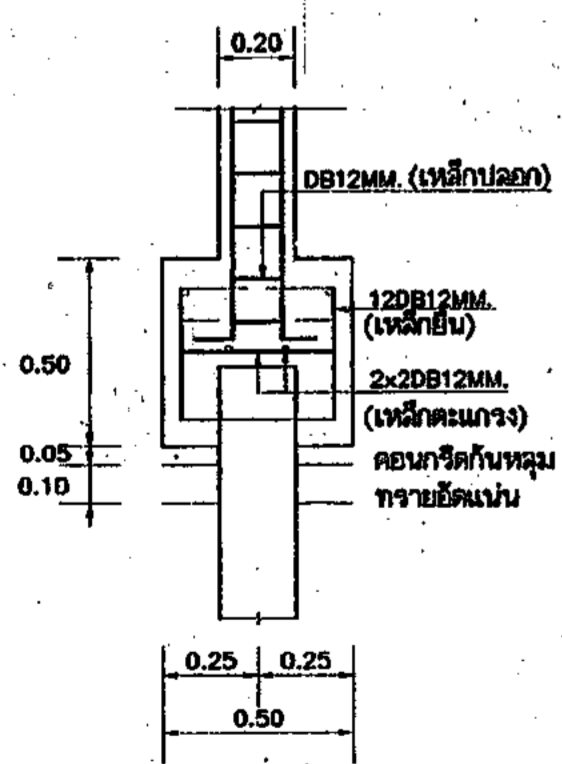 0.20
DB12MM. (เหล็กปลอก)
12DB12MM.
(เหล็กยืน)
0.50
2x2DB12MM.
(เหล็กตะแกรง)
0.05
คอนกรีตก้นหลุม
0.10
ทรายอัดแน่น
0.25 0.25
0.50